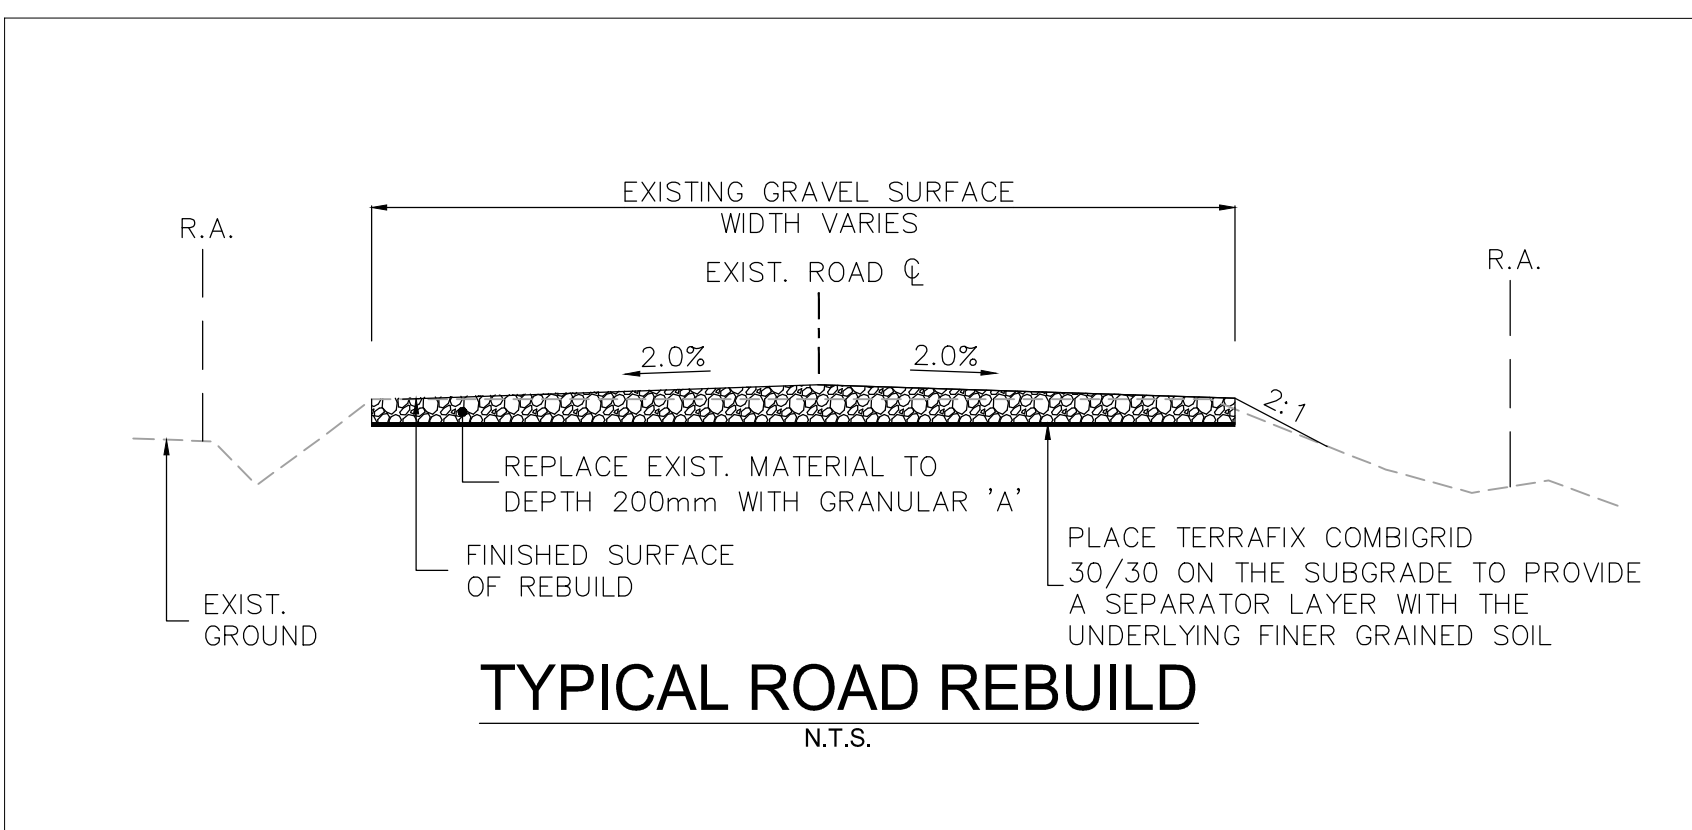 EXISTING GRAVEL SURFACE
WIDTH VARIES
R.A.
EXIST. ROAD ℄
R.A.
2.0%
2.0%
2:1
REPLACE EXIST. MATERIAL TO
DEPTH 200mm WITH GRANULAR 'A'
FINISHED SURFACE
OF REBUILD
PLACE TERRAFIX COMBIGRID
30/30 ON THE SUBGRADE TO PROVIDE
A SEPARATOR LAYER WITH THE
UNDERLYING FINER GRAINED SOIL
EXIST.
GROUND
TYPICAL ROAD REBUILD
N.T.S.